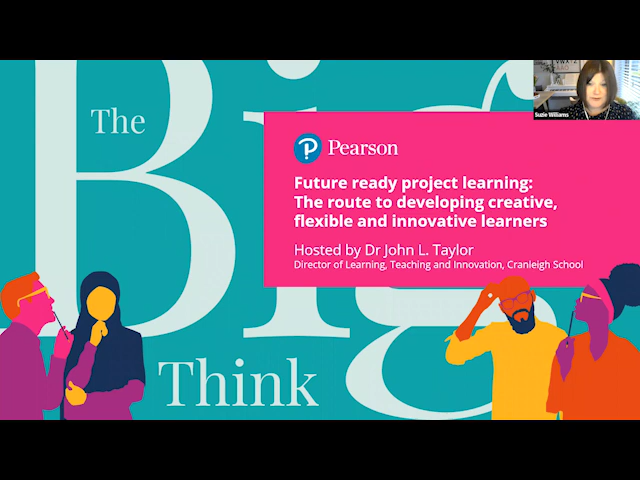 The
Big
Think
Pearson
Future ready project learning:
The route to developing creative,
flexible and innovative learners
Hosted by Dr John L. Taylor
Director of Learning, Teaching and Innovation, Cranleigh School
Suzie Williams